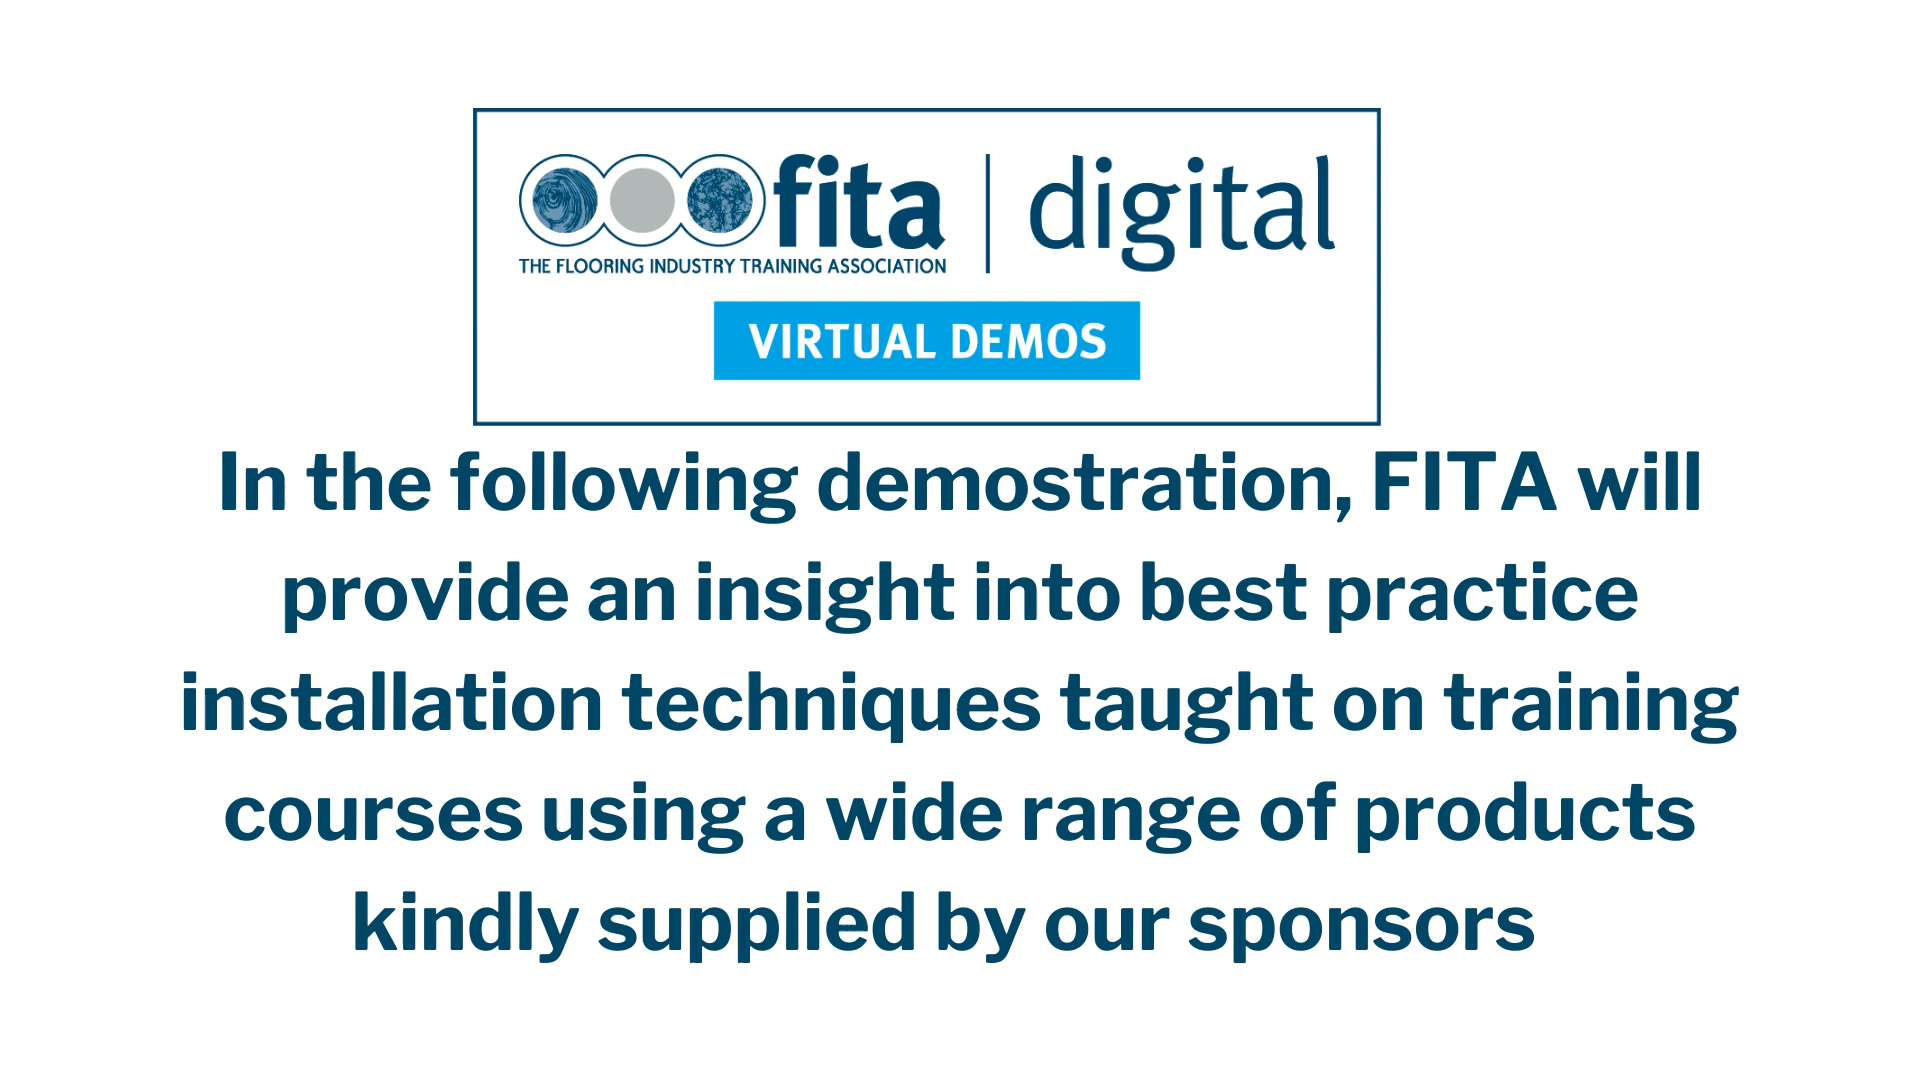 fita
THE FLOORING INDUSTRY TRAINING ASSOCIATION
digital
VIRTUAL DEMOS
In the following demostration, FITA will
provide an insight into best practice
installation techniques taught on training
courses using a wide range of products
kindly supplied by our sponsors